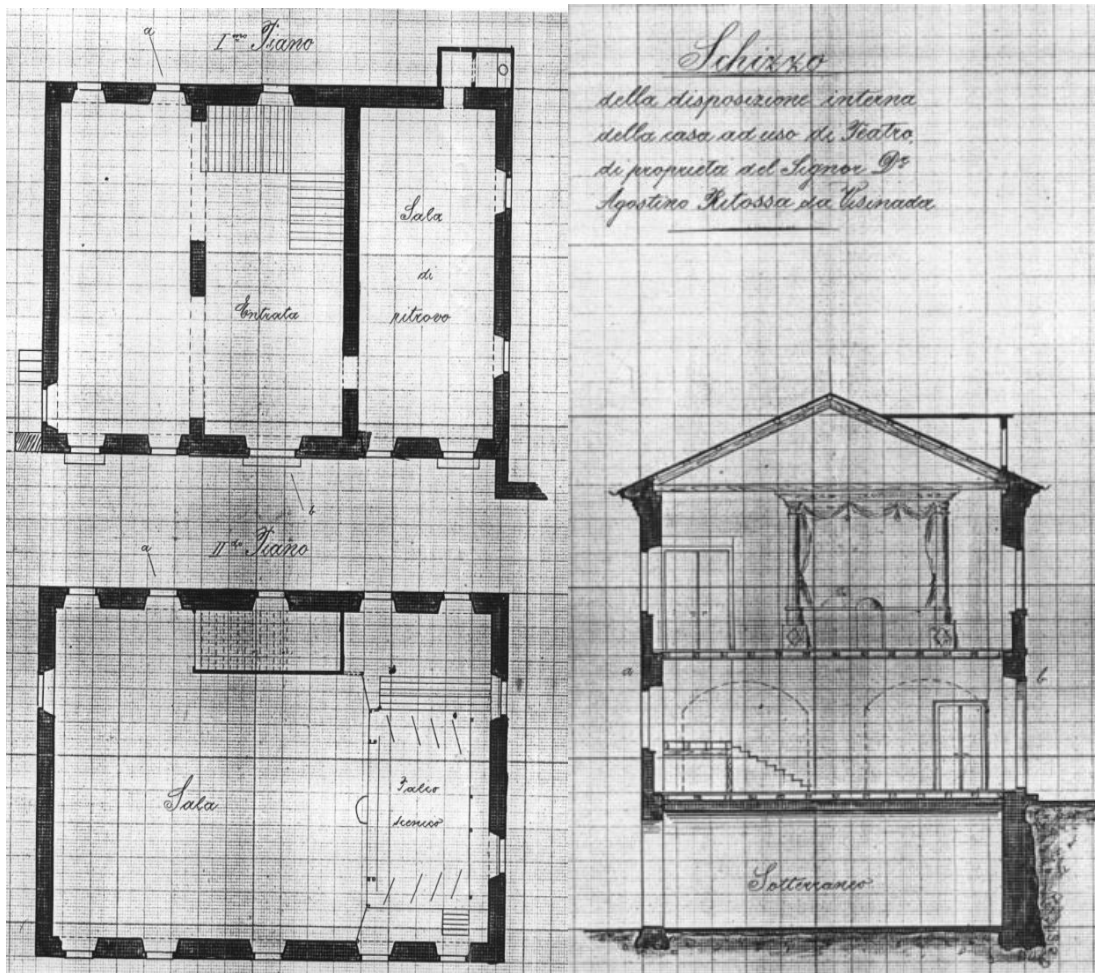 a
I.mo Piano
Sala
di
ritrovo
Entrata
b
a
II.do Piano
Sala
Palco
scenico
Schizzo
della disposizione interna
della casa ad uso di Teatro
di proprietà del Signor Dr
Agostino Ritossa da Visinada
a
b
Sotterraneo